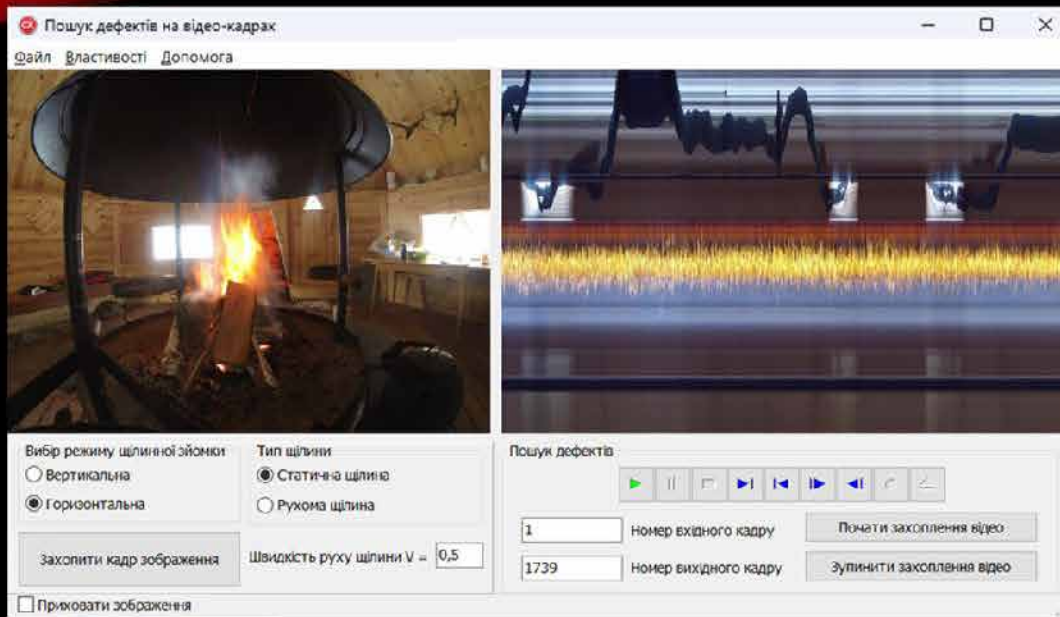 Пошук дефектів на відео-кадрах
Файл Властивості Допомога
Вибір режиму щілинної зйомки
Вертикальна
Горизонтальна
Тип щілини
Статична щілина
Рухома щілина
Захопити кадр зображення
Швидкість руху щілини V = 0,5
Пошук дефектів
1 Номер вхідного кадру
Почати захоплення відео
1739 Номер вихідного кадру
Зупинити захоплення відео
Приховати зображення